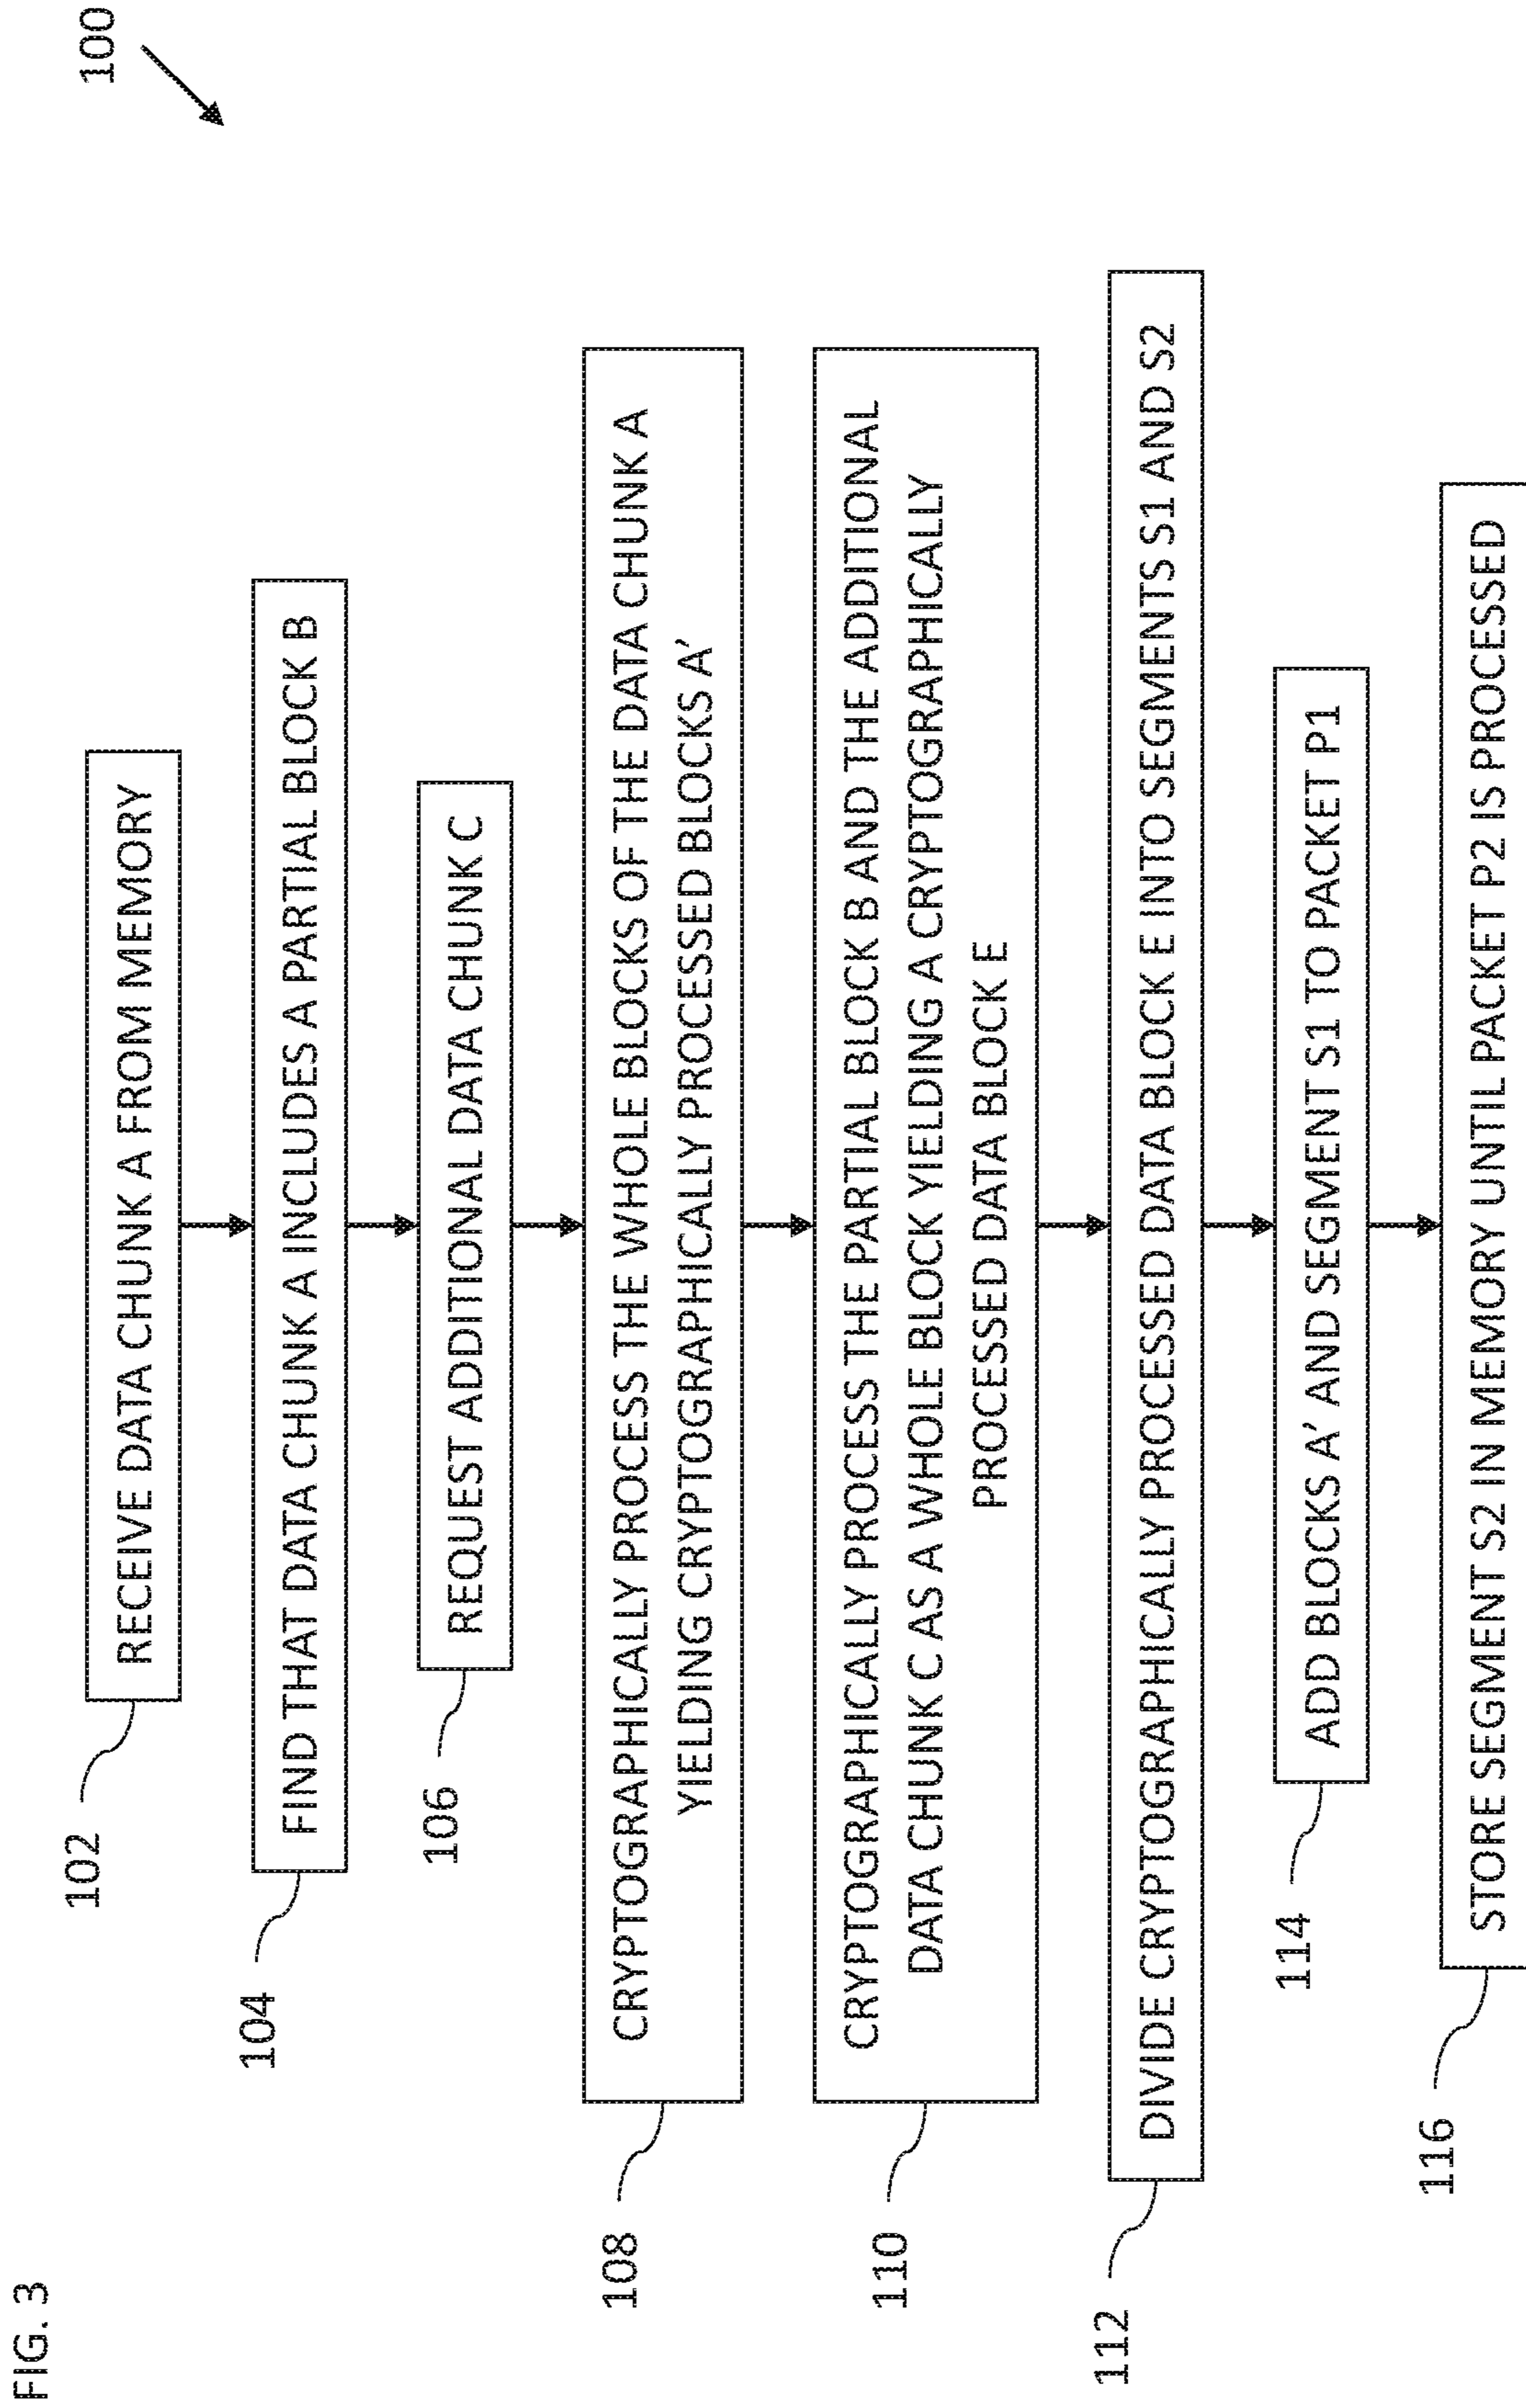 FIG. 3
100
102
RECEIVE DATA CHUNK A FROM MEMORY
104
FIND THAT DATA CHUNK A INCLUDES A PARTIAL BLOCK B
106
REQUEST ADDITIONAL DATA CHUNK C
108
CRYPTOGRAPHICALLY PROCESS THE WHOLE BLOCKS OF THE DATA CHUNK A
YIELDING CRYPTOGRAPHICALLY PROCESSED BLOCKS A'
110
CRYPTOGRAPHICALLY PROCESS THE PARTIAL BLOCK B AND THE ADDITIONAL
DATA CHUNK C AS A WHOLE BLOCK YIELDING A CRYPTOGRAPHICALLY
PROCESSED DATA BLOCK E
112
DIVIDE CRYPTOGRAPHICALLY PROCESSED DATA BLOCK E INTO SEGMENTS S1 AND S2
114
ADD BLOCKS A' AND SEGMENT S1 TO PACKET P1
116
STORE SEGMENT S2 IN MEMORY UNTIL PACKET P2 IS PROCESSED